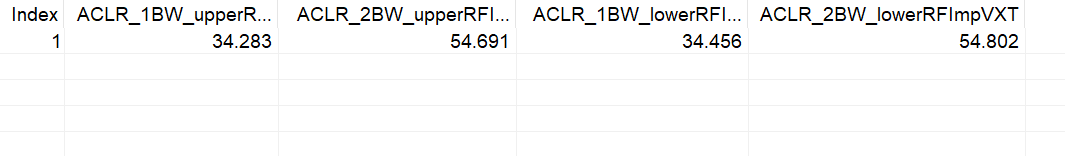 Index ACLR_1BW_upperR... ACLR_2BW_upperRFI... ACLR_1BW_lowerRFI... ACLR_2BW_lowerRFImpVXT
1 34.283 54.691 34.456 54.802